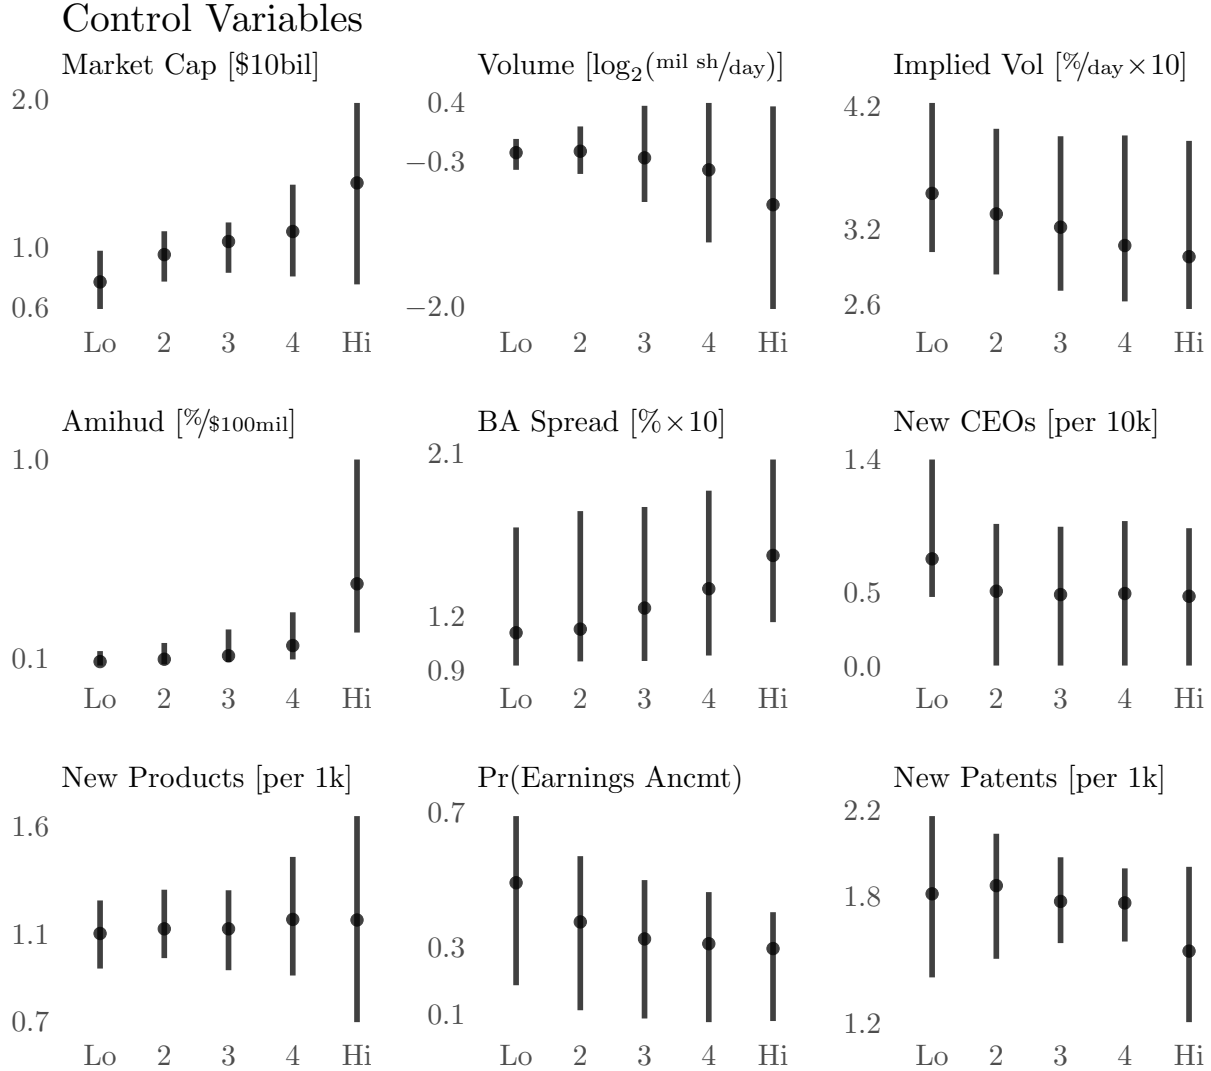 Control Variables
Market Cap [$10bil]
2.0
1.0
0.6
Lo 2 3 4 Hi
Volume [log₂(mil sh/day)]
0.4
−0.3
−2.0
Lo 2 3 4 Hi
Implied Vol [%/day×10]
4.2
3.2
2.6
Lo 2 3 4 Hi
Amihud [%/$100mil]
1.0
0.1
Lo 2 3 4 Hi
BA Spread [%×10]
2.1
1.2
0.9
Lo 2 3 4 Hi
New CEOs [per 10k]
1.4
0.5
0.0
Lo 2 3 4 Hi
New Products [per 1k]
1.6
1.1
0.7
Lo 2 3 4 Hi
Pr(Earnings Ancmt)
0.7
0.3
0.1
Lo 2 3 4 Hi
New Patents [per 1k]
2.2
1.8
1.2
Lo 2 3 4 Hi